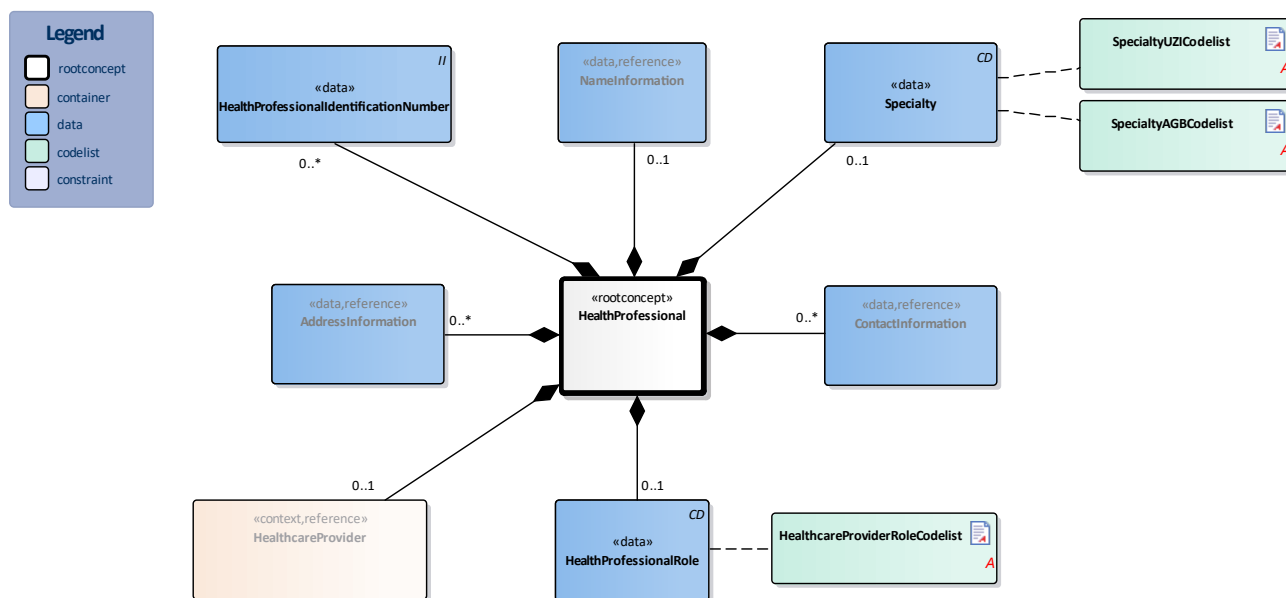 Legend
rootconcept
container
data
codelist
constraint
II
«data»
HealthProfessionalIdentificationNumber
0..*
«data,reference»
NameInformation
0..1
CD
«data»
Specialty
0..1
SpecialtyUZICodelist
A
SpecialtyAGBCodelist
A
«data,reference»
AddressInformation
0..*
«rootconcept»
HealthProfessional
0..*
«data,reference»
ContactInformation
0..1
«context,reference»
HealthcareProvider
0..1
CD
«data»
HealthProfessionalRole
HealthcareProviderRoleCodelist
A